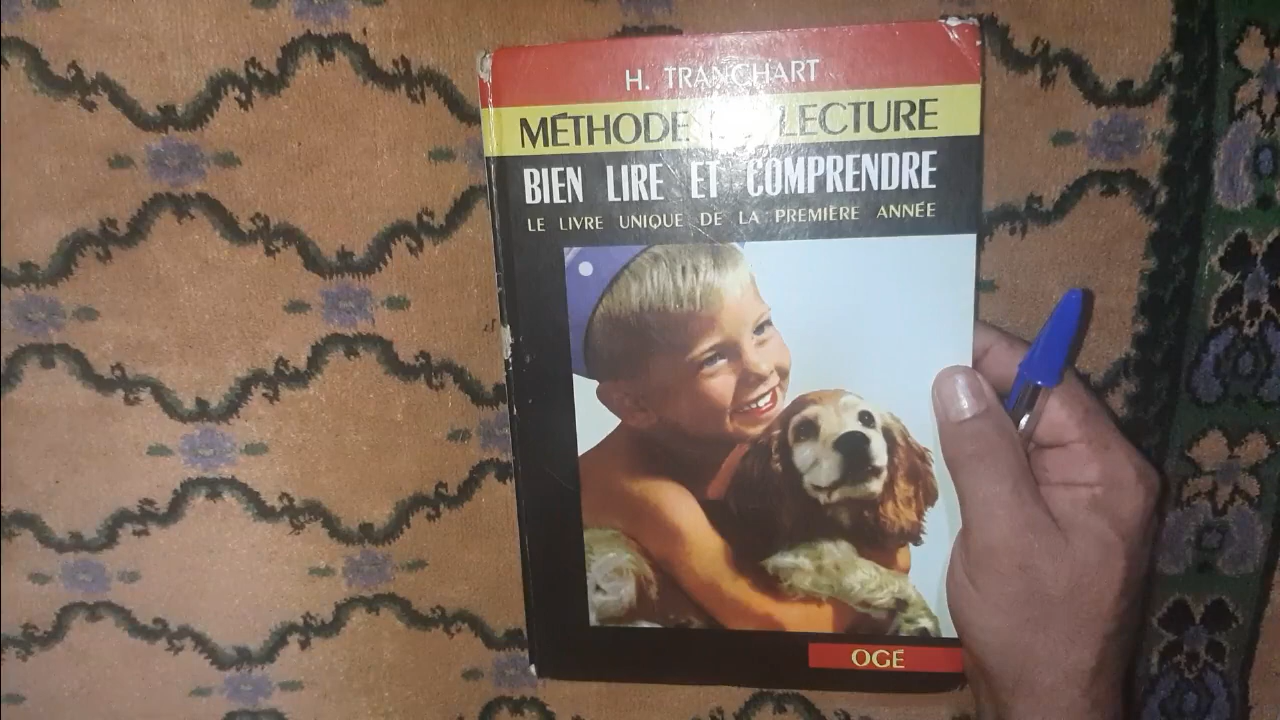 H. TRANCHART
MÉTHODE LECTURE
BIEN LIRE ET COMPRENDRE
LE LIVRE UNIQUE DE LA PREMIÈRE ANNÉE
OGÉ